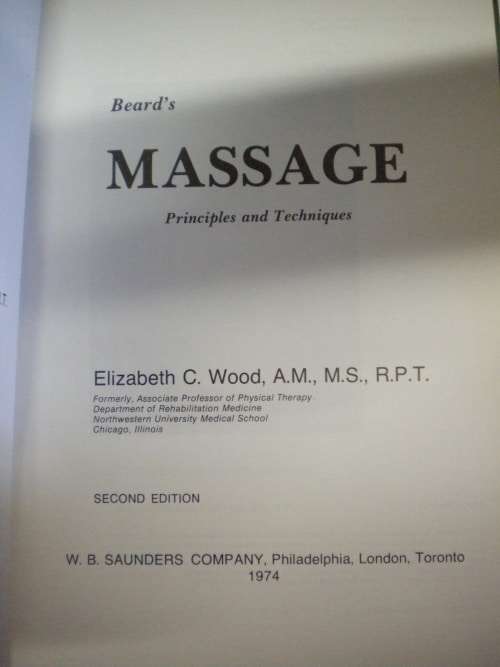 Beard's
MASSAGE
Principles and Techniques
Elizabeth C. Wood, A.M., M.S., R.P.T.
Formerly, Associate Professor of Physical Therapy
Department of Rehabilitation Medicine
Northwestern University Medical School
Chicago, Illinois
SECOND EDITION
W. B. SAUNDERS COMPANY, Philadelphia, London, Toronto
1974